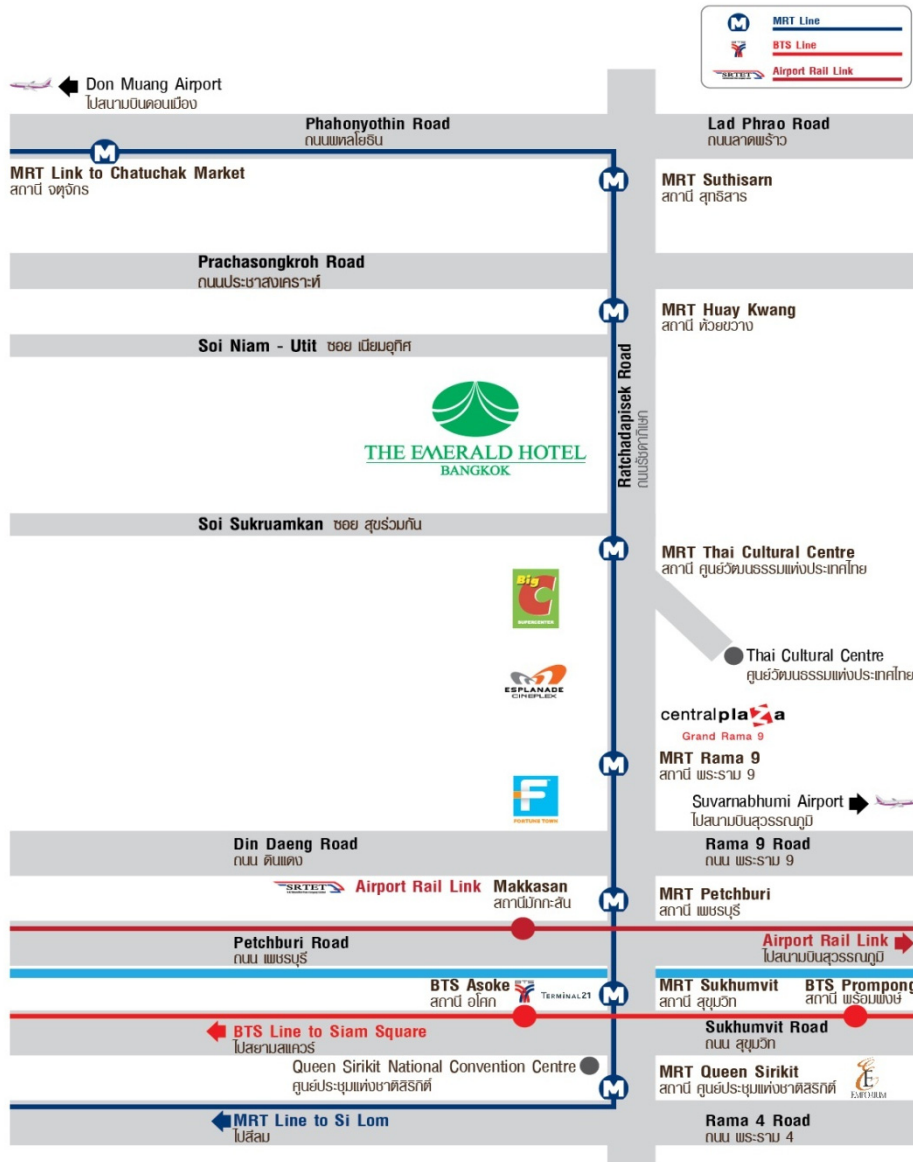 MRT Line
BTS Line
SRTET Airport Rail Link
Don Muang Airport
ไปสนามบินดอนเมือง
Phahonyothin Road
ถนนพหลโยธิน
Lad Phrao Road
ถนนลาดพร้าว
MRT Link to Chatuchak Market
สถานี จตุจักร
MRT Suthisarn
สถานี สุทธิสาร
Prachasongkroh Road
ถนนประชาสงเคราะห์
MRT Huay Kwang
สถานี ห้วยขวาง
Soi Niam - Utit ซอย เนียมอุทิศ
Ratchadapisek Road
ถนนรัชดาภิเษก
THE EMERALD HOTEL
BANGKOK
Soi Sukruamkan ซอย สุขร่วมกัน
MRT Thai Cultural Centre
สถานี ศูนย์วัฒนธรรมแห่งประเทศไทย
Big
C
SUPERCENTER
Thai Cultural Centre
ศูนย์วัฒนธรรมแห่งประเทศไทย
ESPLANADE
CINEPLEX
centralplaza
Grand Rama 9
MRT Rama 9
สถานี พระราม 9
F
FORTUNE TOWN
Suvarnabhumi Airport
ไปสนามบินสุวรรณภูมิ
Din Daeng Road
ถนน ดินแดง
Rama 9 Road
ถนน พระราม 9
SRTET Airport Rail Link Makkasan
สถานีมักกะสัน
MRT Petchburi
สถานี เพชรบุรี
Petchburi Road
ถนน เพชรบุรี
Airport Rail Link
ไปสนามบินสุวรรณภูมิ
BTS Asoke
สถานี อโศก
TERMINAL21
MRT Sukhumvit
สถานี สุขุมวิท
BTS Prompong
สถานี พร้อมพงษ์
BTS Line to Siam Square
ไปสยามสแควร์
Sukhumvit Road
ถนน สุขุมวิท
Queen Sirikit National Convention Centre
ศูนย์ประชุมแห่งชาติสิริกิติ์
MRT Queen Sirikit
สถานี ศูนย์ประชุมแห่งชาติสิริกิติ์
EMPORIUM
MRT Line to Si Lom
ไปสีลม
Rama 4 Road
ถนน พระราม 4